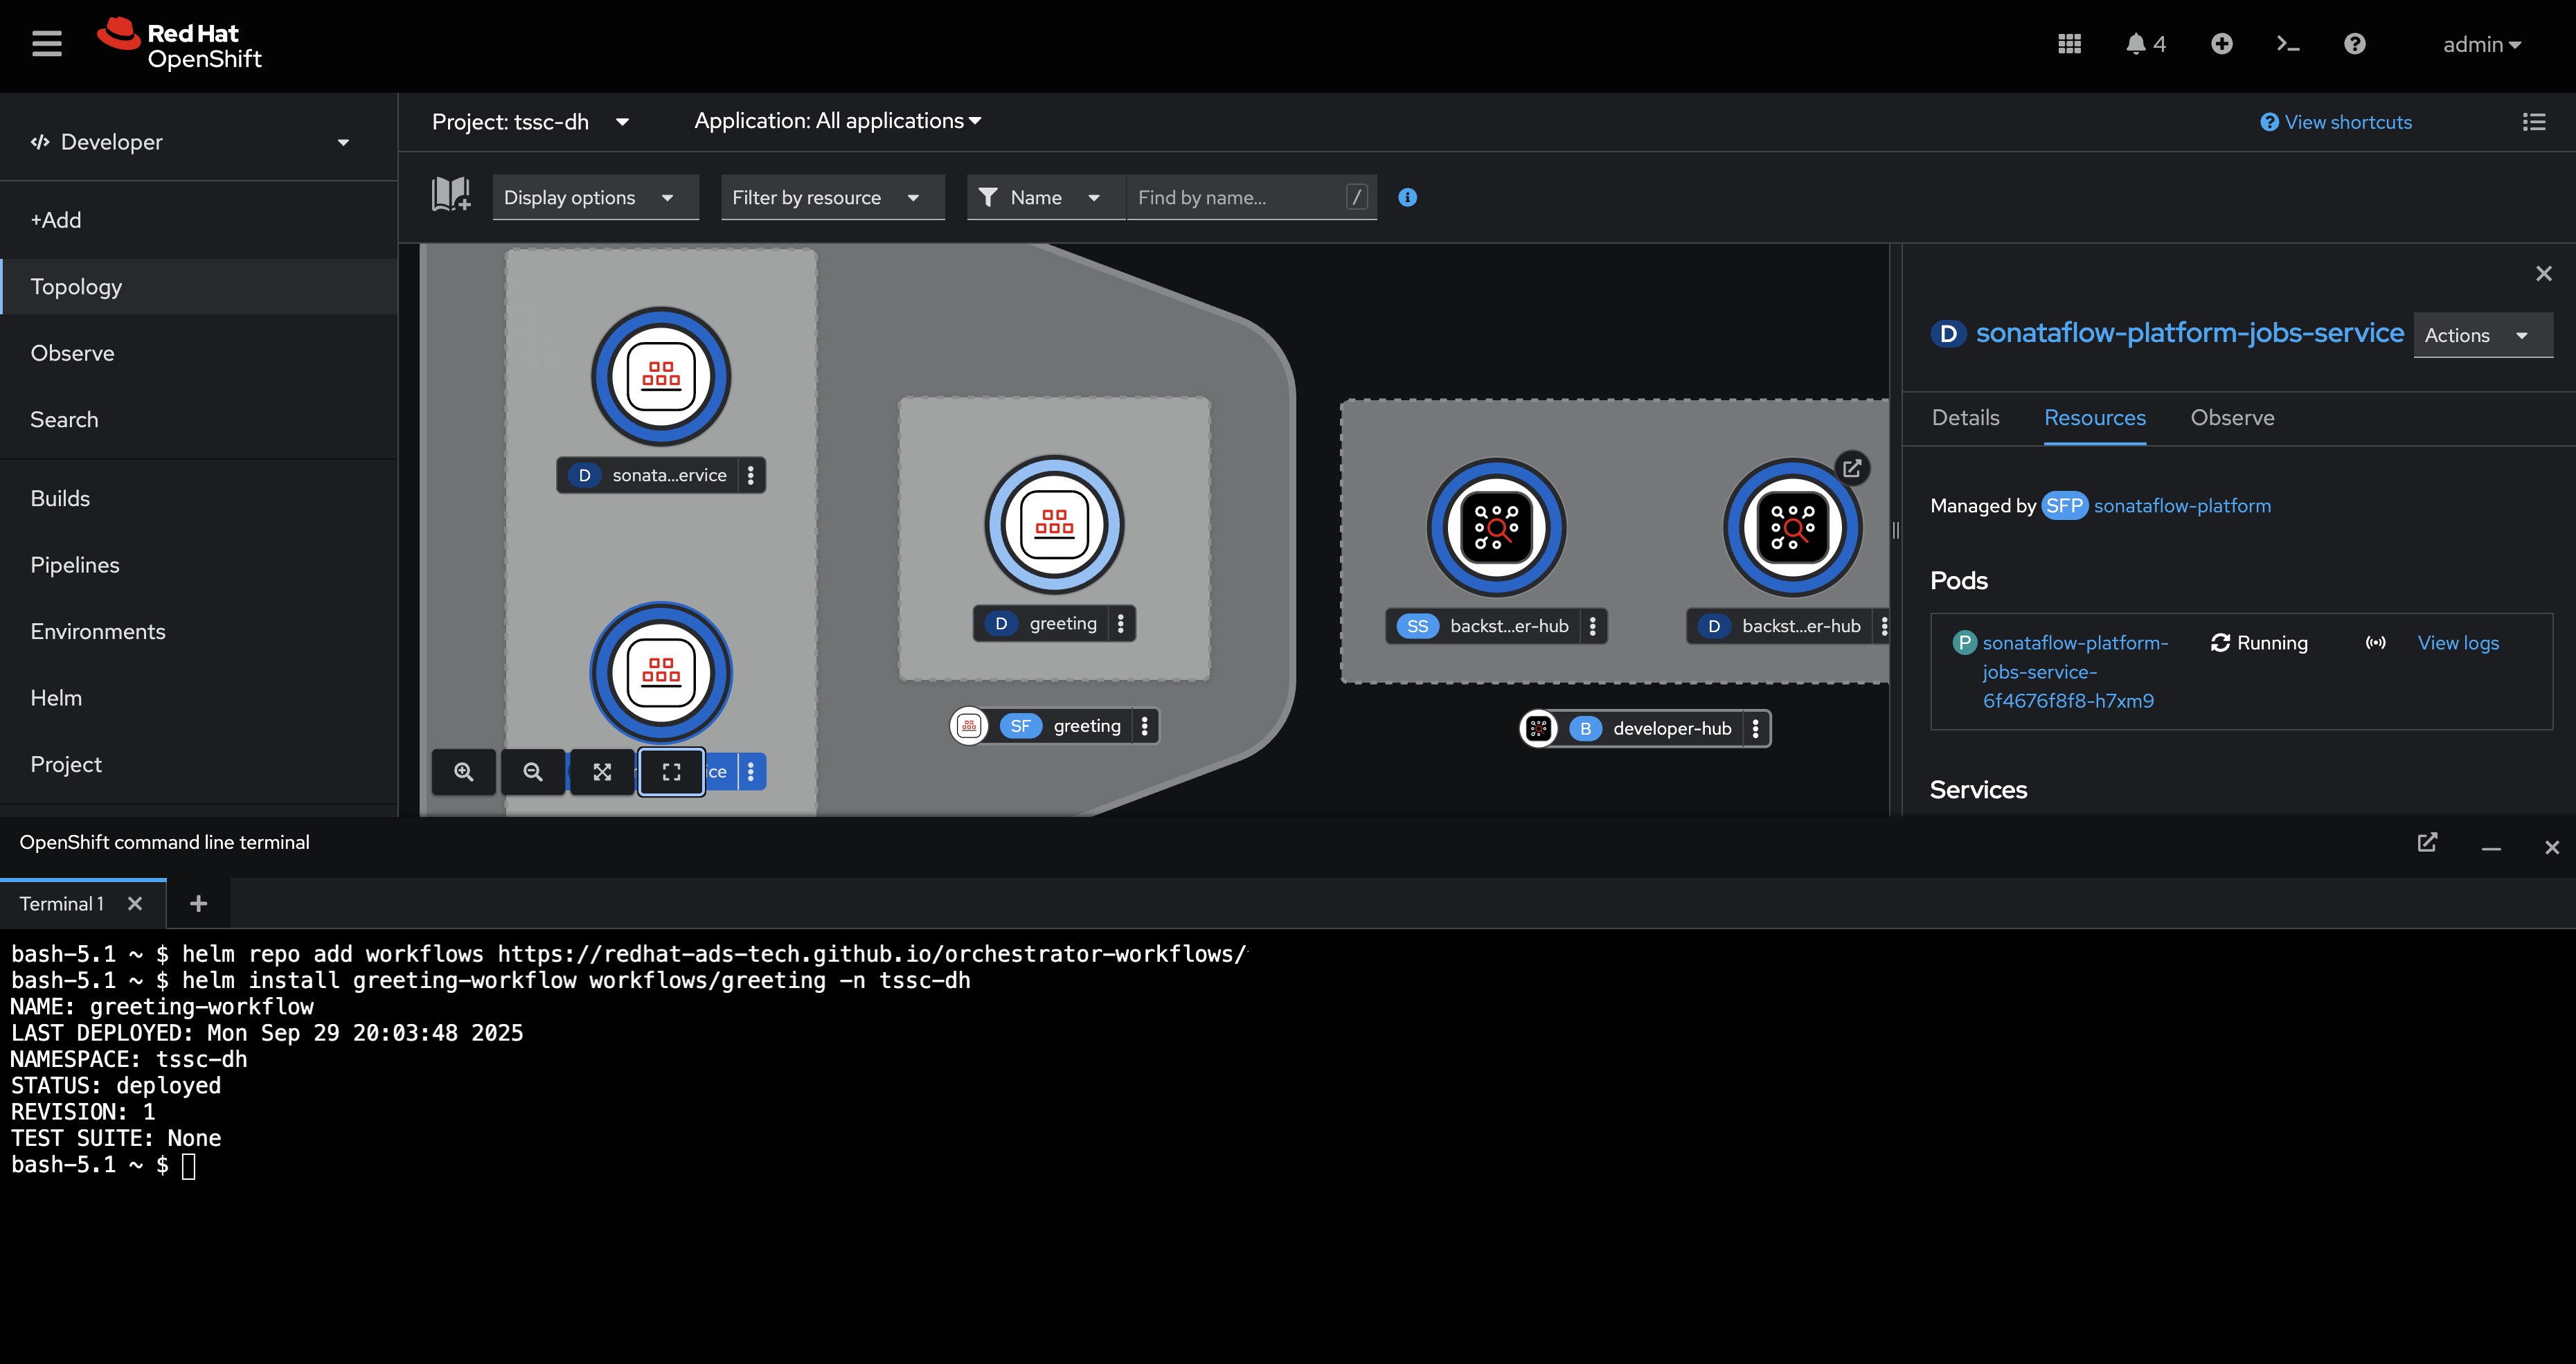 Red Hat
OpenShift
4
admin
Developer
Project: tssc-dh
Application: All applications
View shortcuts
+Add
Topology
Observe
Search
Builds
Pipelines
Environments
Helm
Project
Display options
Filter by resource
Name
Find by name...
/
D sonata...ervice
ice
D greeting
SF greeting
SS backst...er-hub
D backst...er-hub
B developer-hub
D sonataflow-platform-jobs-service
Actions
Details
Resources
Observe
Managed by SFP sonataflow-platform
Pods
P sonataflow-platform-
jobs-service-
6f4676f8f8-h7xm9
Running
View logs
Services
OpenShift command line terminal
Terminal 1
bash-5.1 ~ $ helm repo add workflows https://redhat-ads-tech.github.io/orchestrator-workflows/
bash-5.1 ~ $ helm install greeting-workflow workflows/greeting -n tssc-dh
NAME: greeting-workflow
LAST DEPLOYED: Mon Sep 29 20:03:48 2025
NAMESPACE: tssc-dh
STATUS: deployed
REVISION: 1
TEST SUITE: None
bash-5.1 ~ $